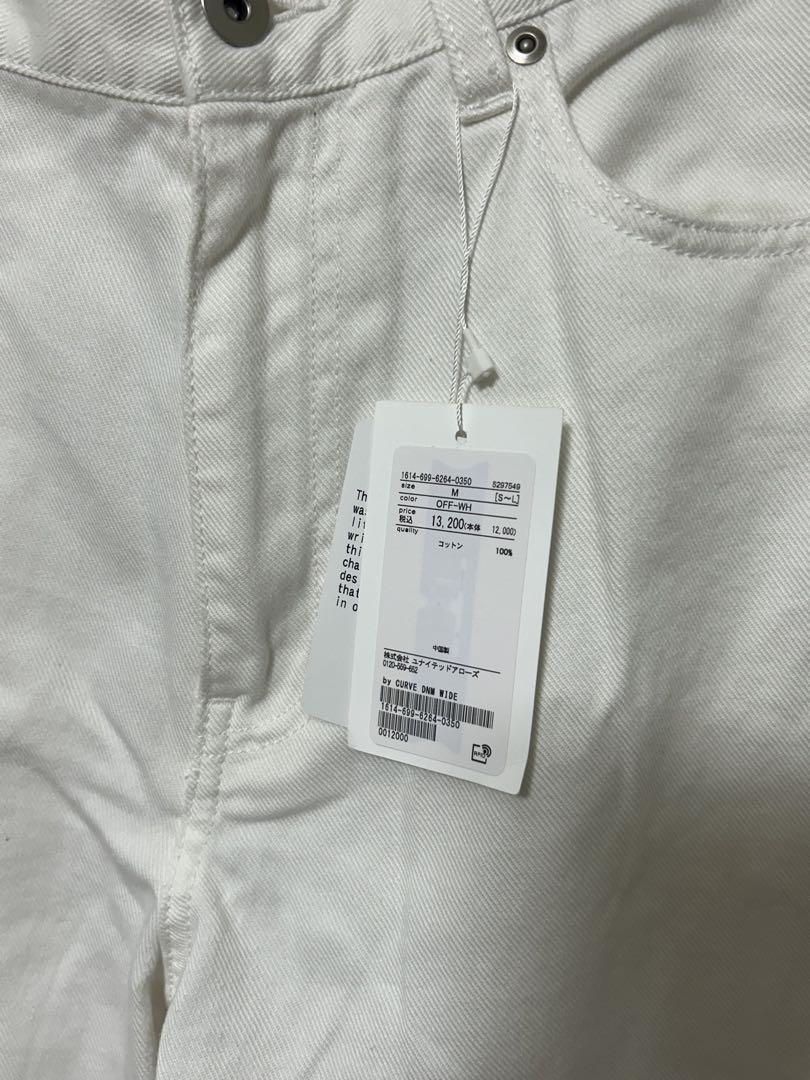 1614-699-6264-0350 5297549
size M [S~L]
color OFF-WH
price
税込 13,200(本体 12,000)
quality
コットン 100%
中国製
株式会社 ユナイテッドアローズ
0120-559-652
by CURVE DNM WIDE
1614-699-6264-0350
0012000
RFID
Th
wa
lit
wri
thi
cha
des
that
in o